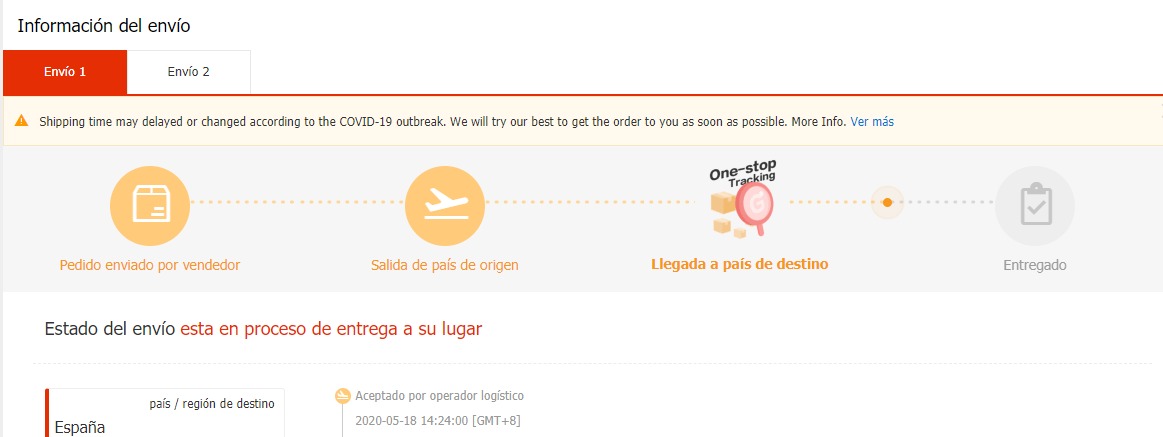 Información del envío
Envío 1
Envío 2
Shipping time may delayed or changed according to the COVID-19 outbreak. We will try our best to get the order to you as soon as possible. More Info. Ver más
One-stop
Tracking
G
Pedido enviado por vendedor
Salida de país de origen
Llegada a país de destino
Entregado
Estado del envío esta en proceso de entrega a su lugar
país / región de destino
España
Aceptado por operador logístico
2020-05-18 14:24:00 [GMT+8]